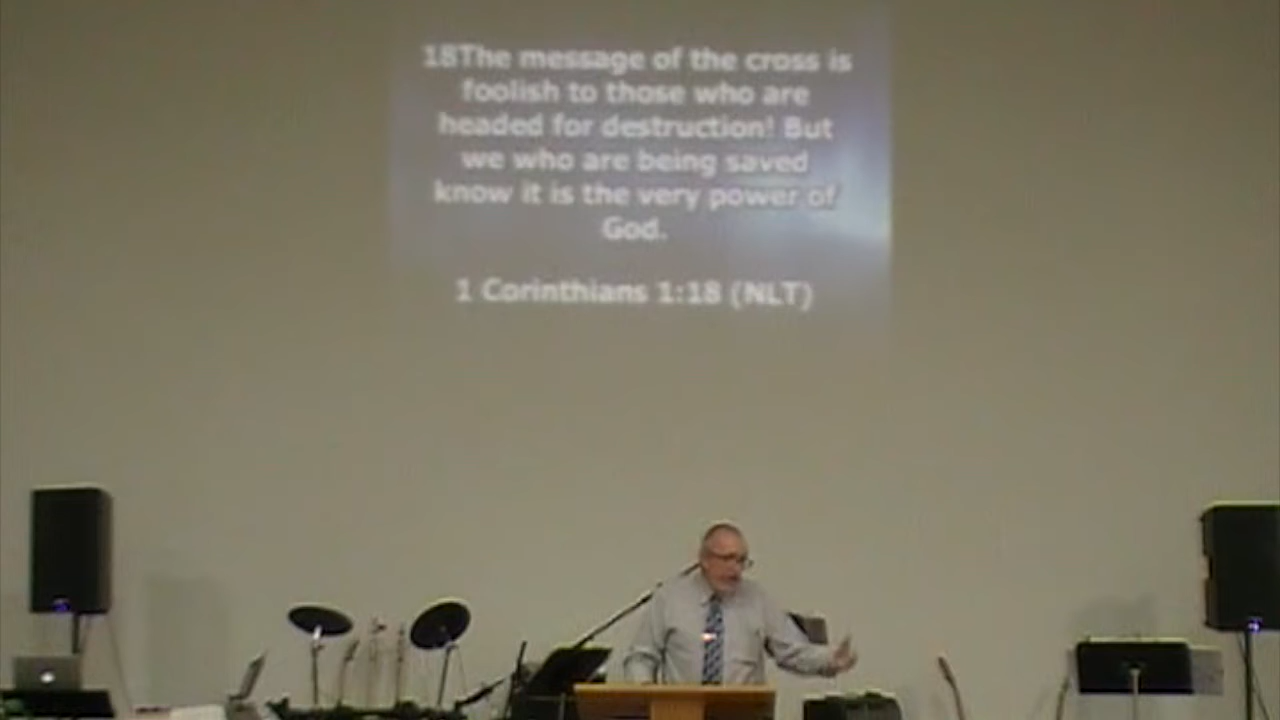 18The message of the cross is
foolish to those who are
headed for destruction! But
we who are being saved
know it is the very power of
God.
1 Corinthians 1:18 (NLT)